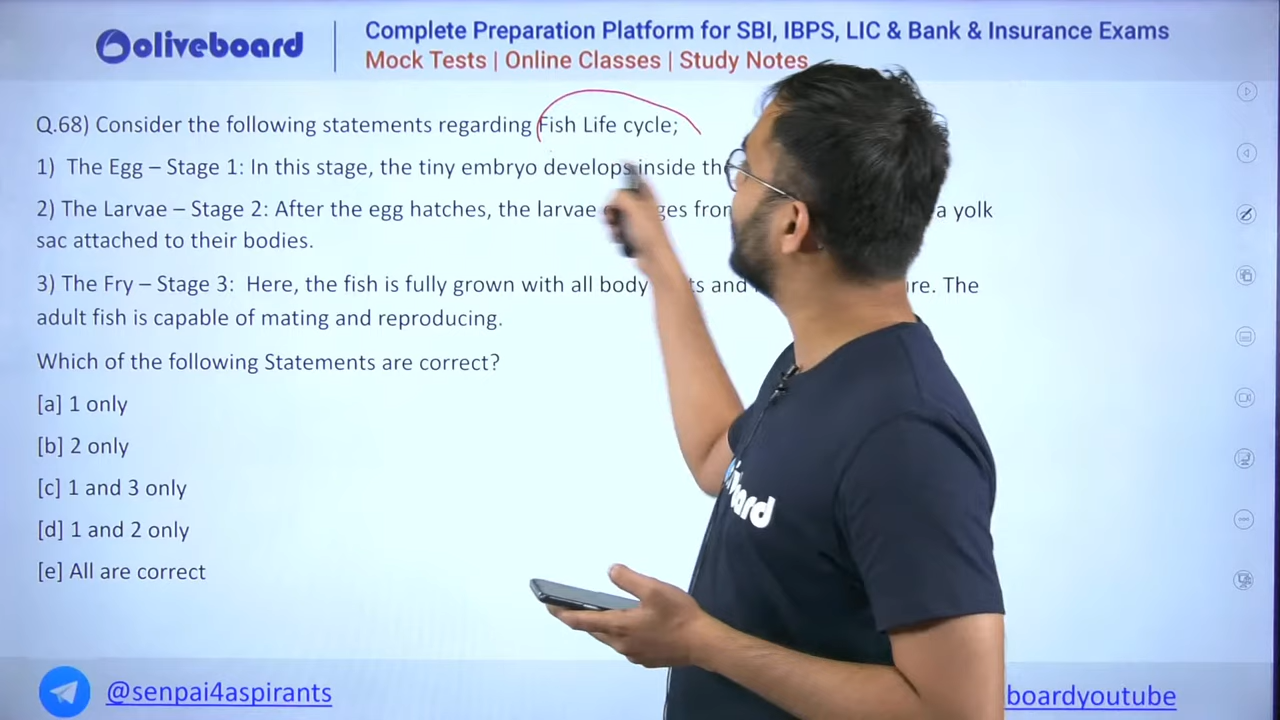 oliveboard
Complete Preparation Platform for SBI, IBPS, LIC & Bank & Insurance Exams
Mock Tests | Online Classes | Study Notes
Q.68) Consider the following statements regarding Fish Life cycle;
1) The Egg – Stage 1: In this stage, the tiny embryo develops inside the
2) The Larvae – Stage 2: After the egg hatches, the larvae a yolk
sac attached to their bodies.
3) The Fry – Stage 3: Here, the fish is fully grown with all body and The
adult fish is capable of mating and reproducing.
Which of the following Statements are correct?
[a] 1 only
[b] 2 only
[c] 1 and 3 only
[d] 1 and 2 only
[e] All are correct
@senpai4aspirants
boardyoutube